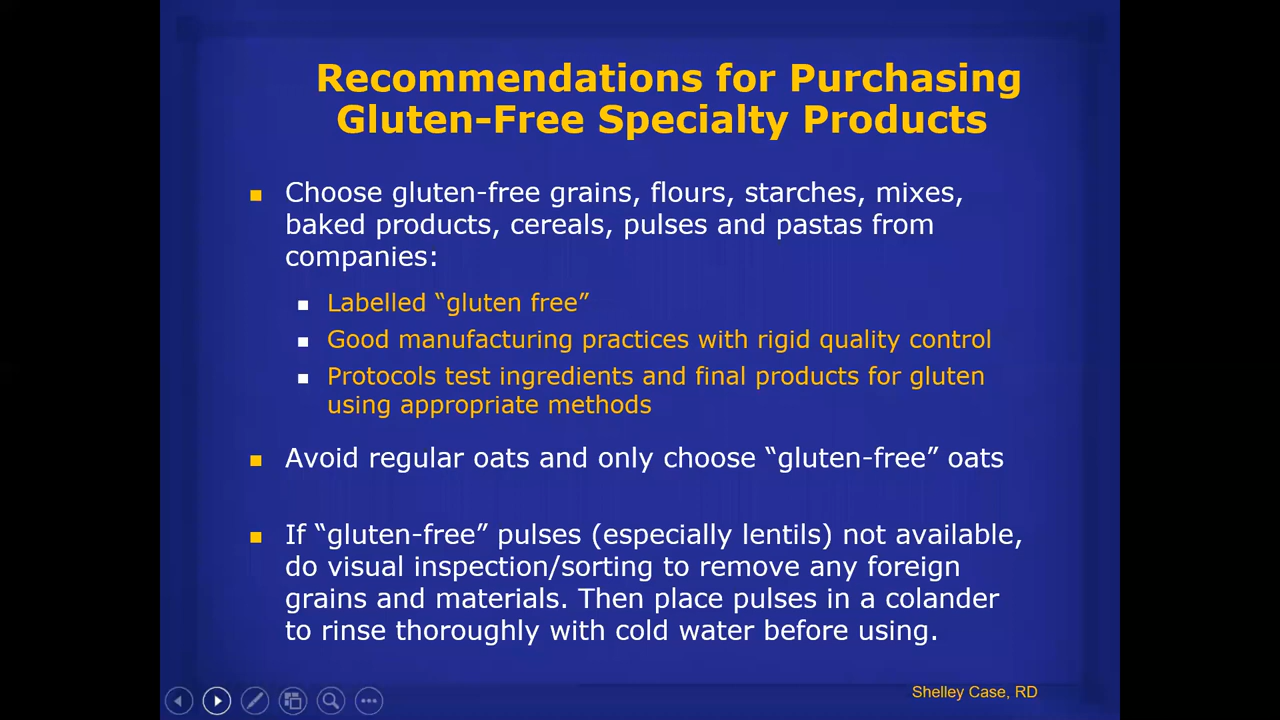 Recommendations for Purchasing
Gluten-Free Specialty Products
Choose gluten-free grains, flours, starches, mixes,
baked products, cereals, pulses and pastas from
companies:
Labelled “gluten free”
Good manufacturing practices with rigid quality control
Protocols test ingredients and final products for gluten
using appropriate methods
Avoid regular oats and only choose “gluten-free” oats
If “gluten-free” pulses (especially lentils) not available,
do visual inspection/sorting to remove any foreign
grains and materials. Then place pulses in a colander
to rinse thoroughly with cold water before using.
Shelley Case, RD